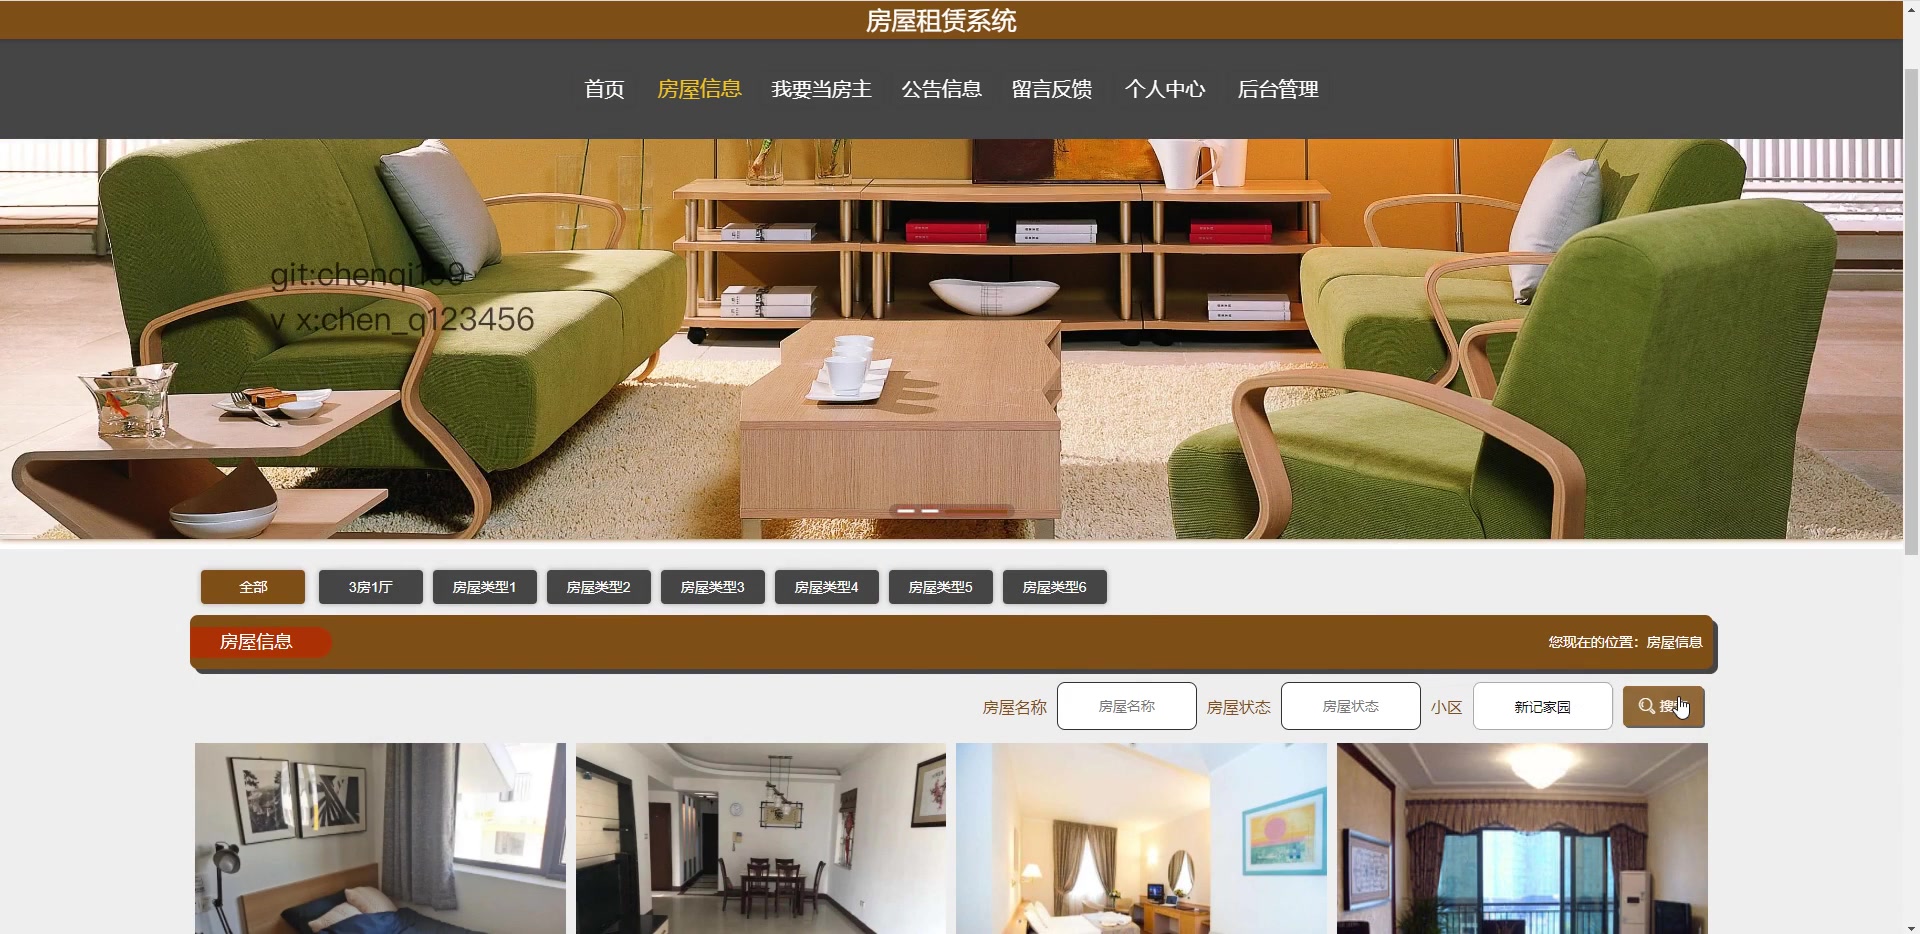 房屋租赁系统
首页 房屋信息 我要当房主 公告信息 留言反馈 个人中心 后台管理
git:chenqi199
v x:chen_q123456
全部 3房1厅 房屋类型1 房屋类型2 房屋类型3 房屋类型4 房屋类型5 房屋类型6
房屋信息 您现在的位置：房屋信息
房屋名称 房屋名称 房屋状态 房屋状态 小区 新记家园 搜